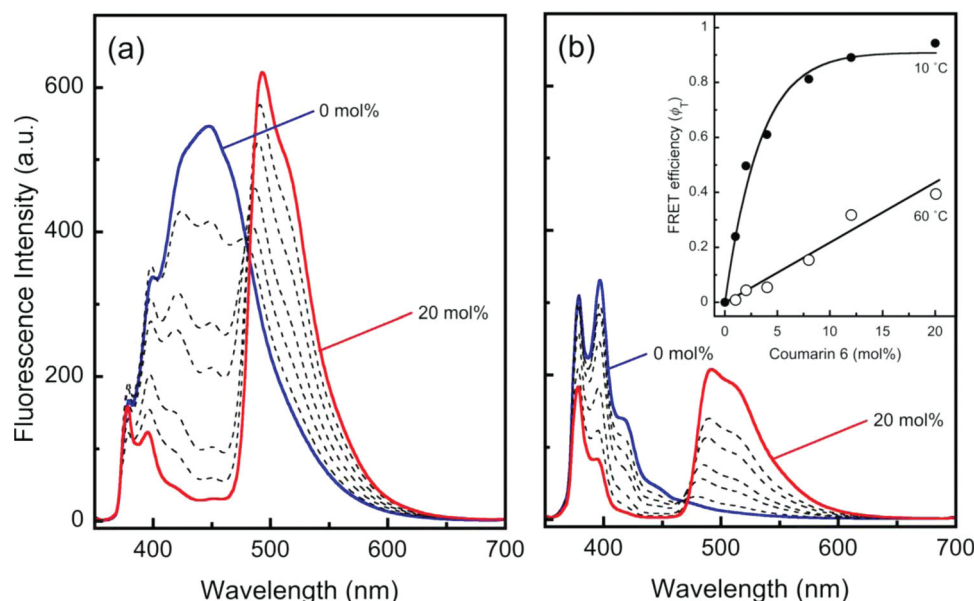 (a)
0 mol%
20 mol%
Fluorescence Intensity (a.u.)
600
400
200
0
400
500
600
700
Wavelength (nm)
(b)
0 mol%
20 mol%
400
500
600
700
Wavelength (nm)
FRET efficiency (ϕT)
1
0.8
0.6
0.4
0.2
0
0
5
10
15
20
Coumarin 6 (mol%)
10 ˚C
60 ˚C